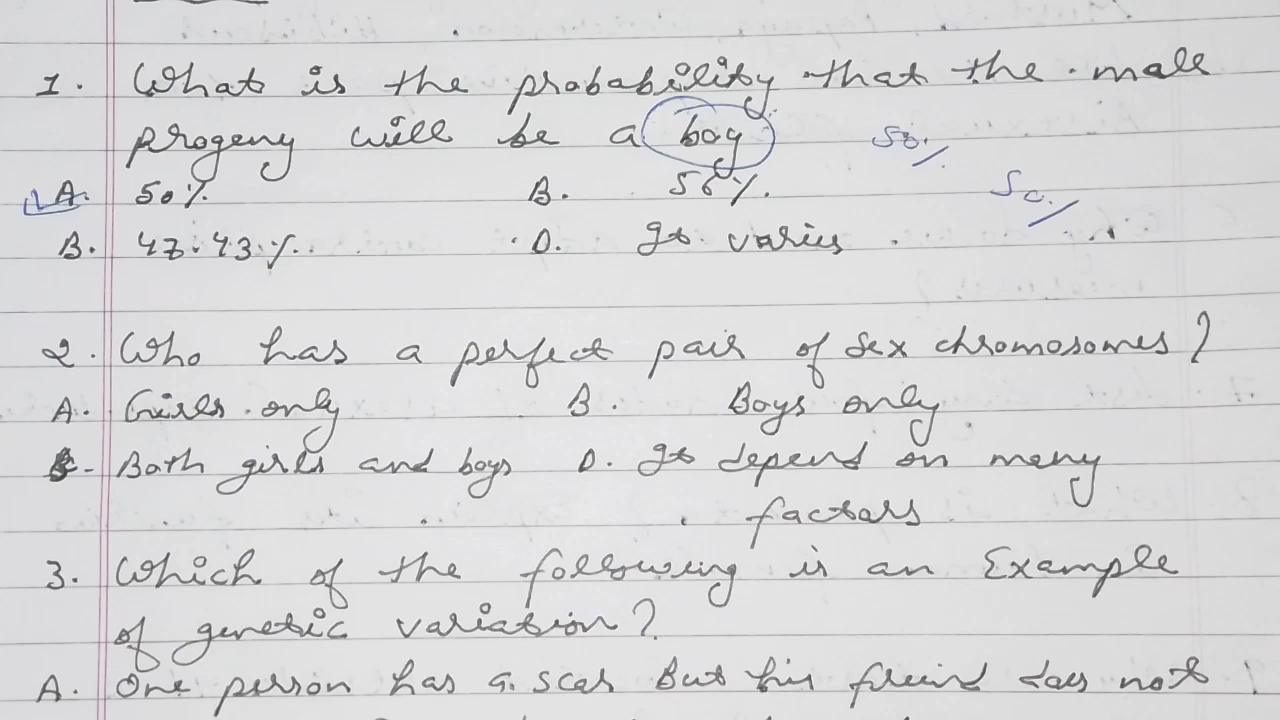 1. What is the probability that the male
progeny will be a boy 50%
A. 50% B. 56%. 50%
B. 47.43% D. It varies
2. Who has a perfect pair of Sex chromosomes?
A. Girls only B. Boys only
Both girls and boys D. It depend on many
factors
3. Which of the following is an Example
of genetic variation?
A. One person has a scar But his freind does not